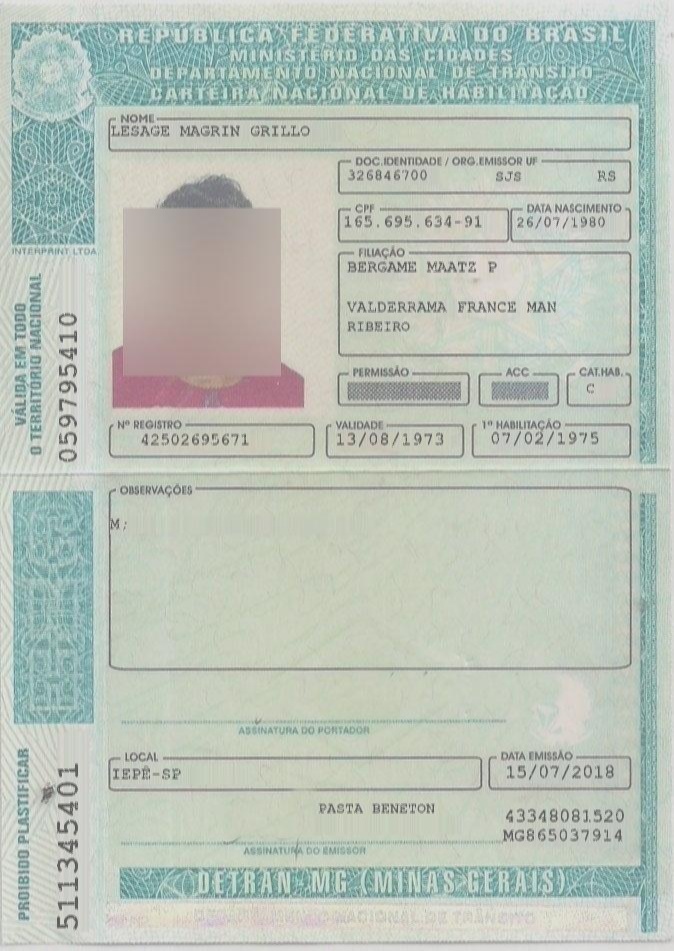 REPÚBLICA FEDERATIVA DO BRASIL
MINISTÉRIO DAS CIDADES
DEPARTAMENTO NACIONAL DE TRÂNSITO
CARTEIRA NACIONAL DE HABILITAÇÃO
NOME
LESAGE MAGRIN GRILLO
DOC.IDENTIDADE / ORG.EMISSOR UF
326846700 SJS RS
CPF
165.695.634-91
DATA NASCIMENTO
26/07/1980
FILIAÇÃO
BERGAME MAATZ P
VALDERRAMA FRANCE MAN
RIBEIRO
PERMISSÃO
ACC
CAT.HAB.
C
Nº REGISTRO
42502695671
VALIDADE
13/08/1973
1ª HABILITAÇÃO
07/02/1975
INTERPRINT LTDA
VÁLIDA EM TODO
O TERRITÓRIO NACIONAL
059795410
OBSERVAÇÕES
M;
ASSINATURA DO PORTADOR
LOCAL
IEPÊ-SP
DATA EMISSÃO
15/07/2018
PASTA BENETON
43348081520
MG865037914
ASSINATURA DO EMISSOR
PROIBIDO PLASTIFICAR
511345401
DETRAN-MG (MINAS GERAIS)